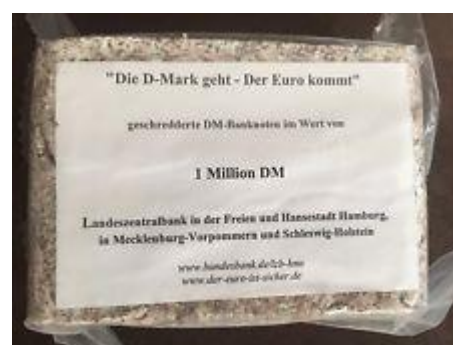 "Die D-Mark geht - Der Euro kommt"
geschredderte DM-Banknoten im Wert von
1 Million DM
Landeszentralbank in der Freien und Hansestadt Hamburg,
in Mecklenburg-Vorpommern und Schleswig-Holstein
www.bundesbank.de/lzb-hms
www.der-euro-ist-sicher.de